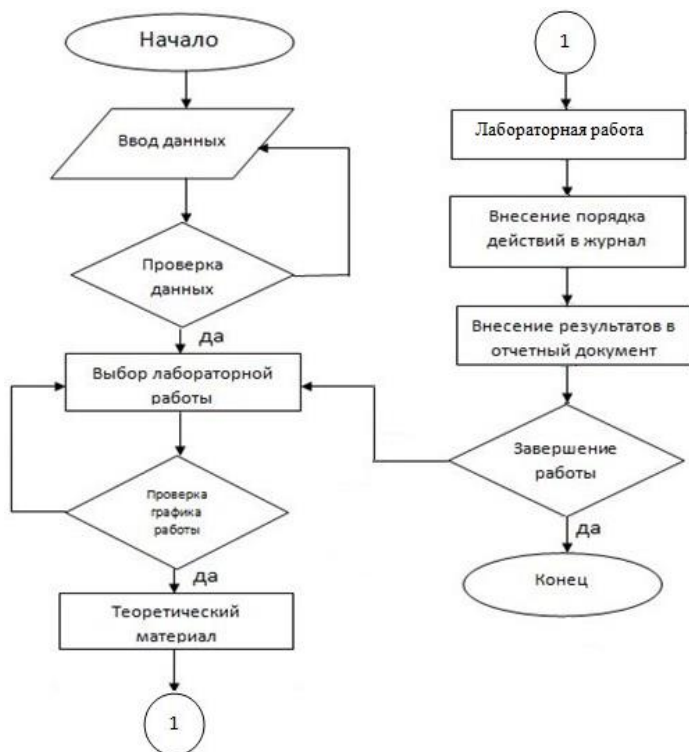 Начало
Ввод данных
Проверка
данных
да
Выбор лабораторной
работы
Проверка
графика
работы
да
Теоретический
материал
1
1
Лабораторная работа
Внесение порядка
действий в журнал
Внесение результатов в
отчетный документ
Завершение
работы
да
Конец